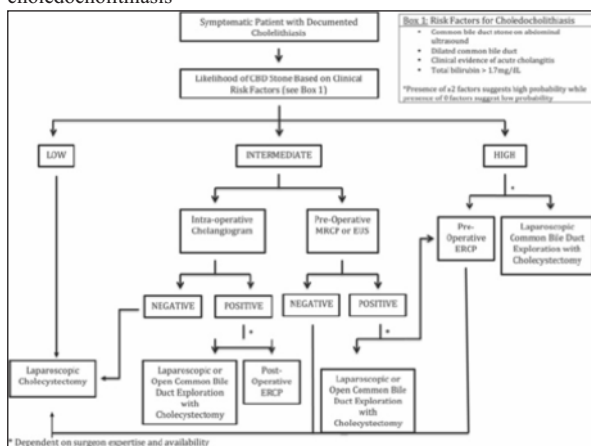 choledocholithiasis
Symptomatic Patient with Documented
Cholelithiasis
Box 1: Risk Factors for Choledocholithiasis
• Common bile duct stone on abdominal
ultrasound
• Dilated common bile duct
• Clinical evidence of acute cholangitis
• Total bilirubin > 1.7mg/dL
*Presence of ≥2 factors suggests high probability while
presence of 0 factors suggest low probability
Likelihood of CBD Stone Based on Clinical
Risk Factors (see Box 1)
LOW
INTERMEDIATE
HIGH
*
Intra-operative
Cholangiogram
Pre-Operative
MRCP or EUS
Pre-
Operative
ERCP
Laparoscopic
Common Bile Duct
Exploration with
Cholecystectomy
NEGATIVE
POSITIVE
NEGATIVE
POSITIVE
*
*
Laparoscopic
Cholecystectomy
Laparoscopic or
Open Common Bile
Duct Exploration
with
Cholecystectomy
Post-
Operative
ERCP
Laparoscopic or
Open Common Bile
Duct Exploration
with
Cholecystectomy
* Dependent on surgeon expertise and availability